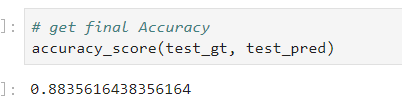 ]: # get final Accuracy
accuracy_score(test_gt, test_pred)
]: 0.8835616438356164